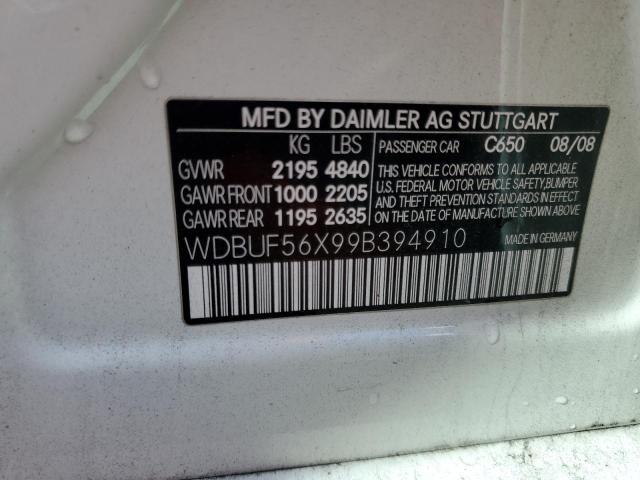 MFD BY DAIMLER AG STUTTGART
KG LBS PASSENGER CAR C650 08/08
GVWR 2195 4840 THIS VEHICLE CONFORMS TO ALL APPLICABLE
GAWR FRONT 1000 2205 U.S. FEDERAL MOTOR VEHICLE SAFETY, BUMPER
AND THEFT PREVENTION STANDARDS IN EFFECT
GAWR REAR 1195 2635 ON THE DATE OF MANUFACTURE SHOWN ABOVE.
WDBUF56X99B394910 MADE IN GERMANY